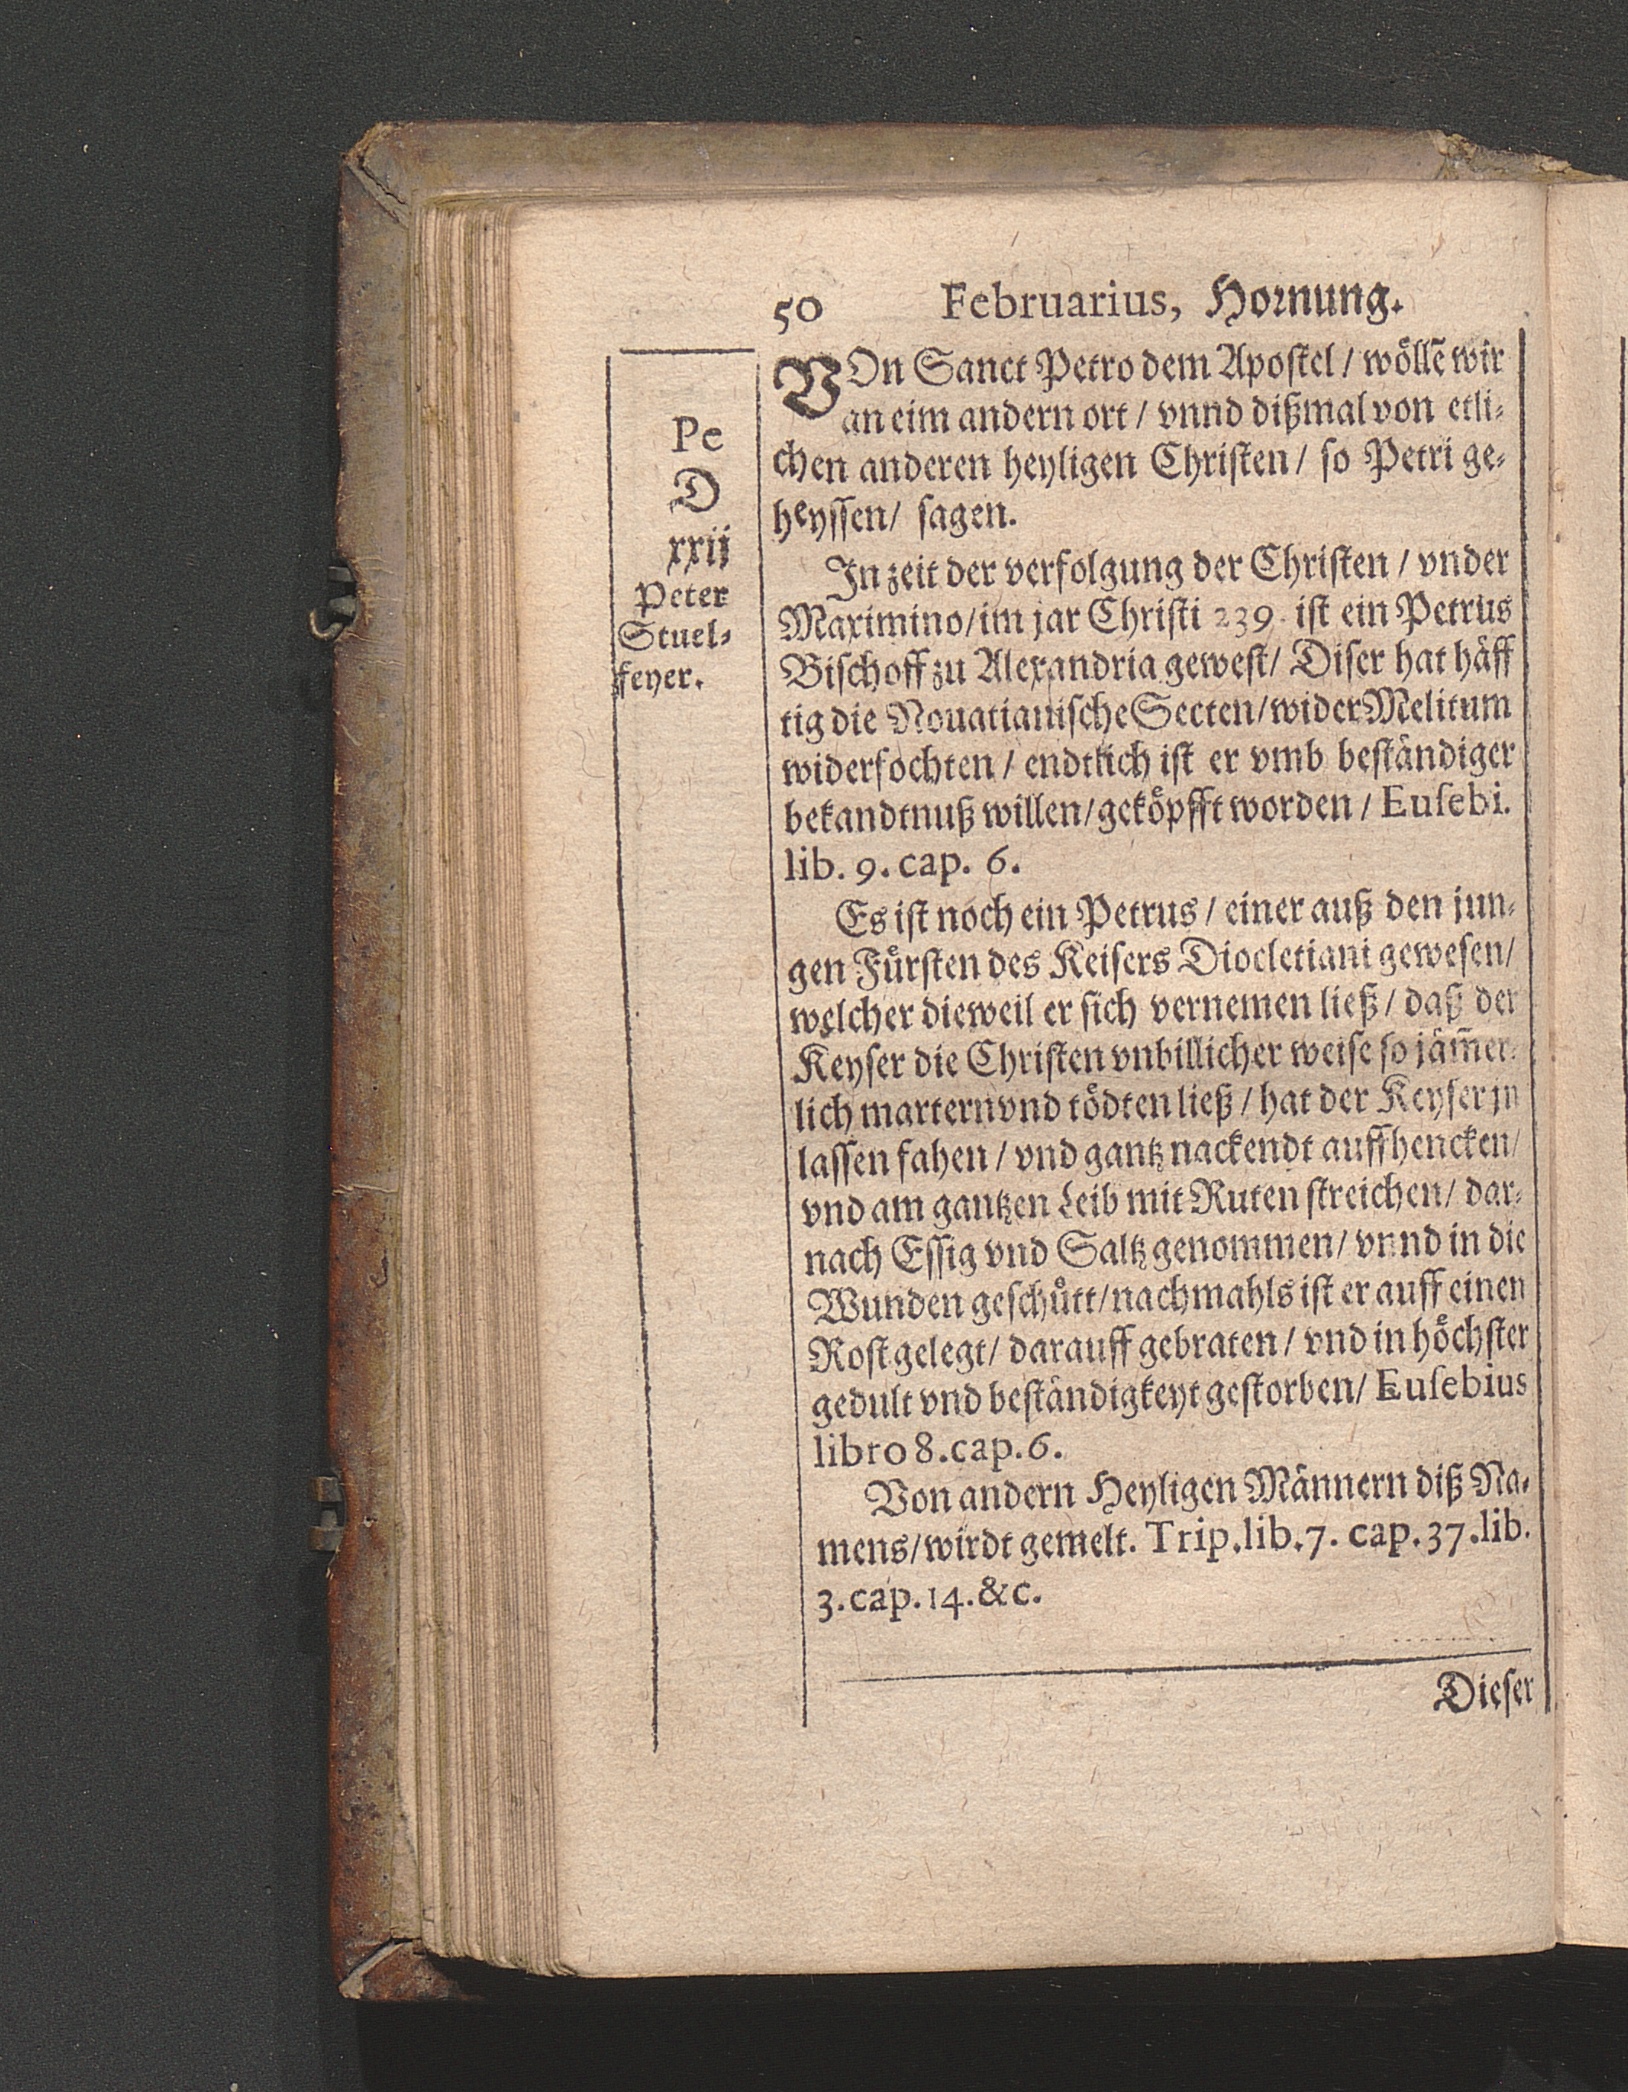 50 Februarius, Hornung.
Pe
D
xxij
Peter
Stuel⸗
feyer.
VOn Sanct Petro dem Apostel / wöllẽ wir
an eim andern ort / vnnd dißmal von etli⸗
chen anderen heyligen Christen / so Petri ge⸗
heyssen / sagen.
In zeit der verfolgung der Christen / vnder
Maximino / im jar Christi 239. ist ein Petrus
Bischoff zu Alexandria gewest / Diser hat häff
tig die Nouatianische Secten / wider Melitum
widerfochten / endtlich ist er vmb beständiger
bekandtnuß willen / geköpfft worden / Eusebi.
lib. 9. cap. 6.
Es ist noch ein Petrus / einer auß den jun⸗
gen Fürsten des Keisers Diocletiani gewesen /
welcher dieweil er sich vernemen ließ / daß der
Keyser die Christen vnbillicher weise so jäm̃er⸗
lich martern vnd tödten ließ / hat der Keyser jn
lassen fahen / vnd gantz nackendt auffhencken /
vnd am gantzen Leib mit Ruten streichen / dar⸗
nach Essig vnd Saltz genommen / vnnd in die
Wunden geschütt / nachmahls ist er auff einen
Rost gelegt / darauff gebraten / vnd in höchster
gedult vnd beständigkeyt gestorben / Eusebius
libro 8. cap. 6.
Von andern Heyligen Männern diß Na⸗
mens / wirdt gemelt. Trip. lib. 7. cap. 37. lib.
3. cap. 14. &c.
Dieser